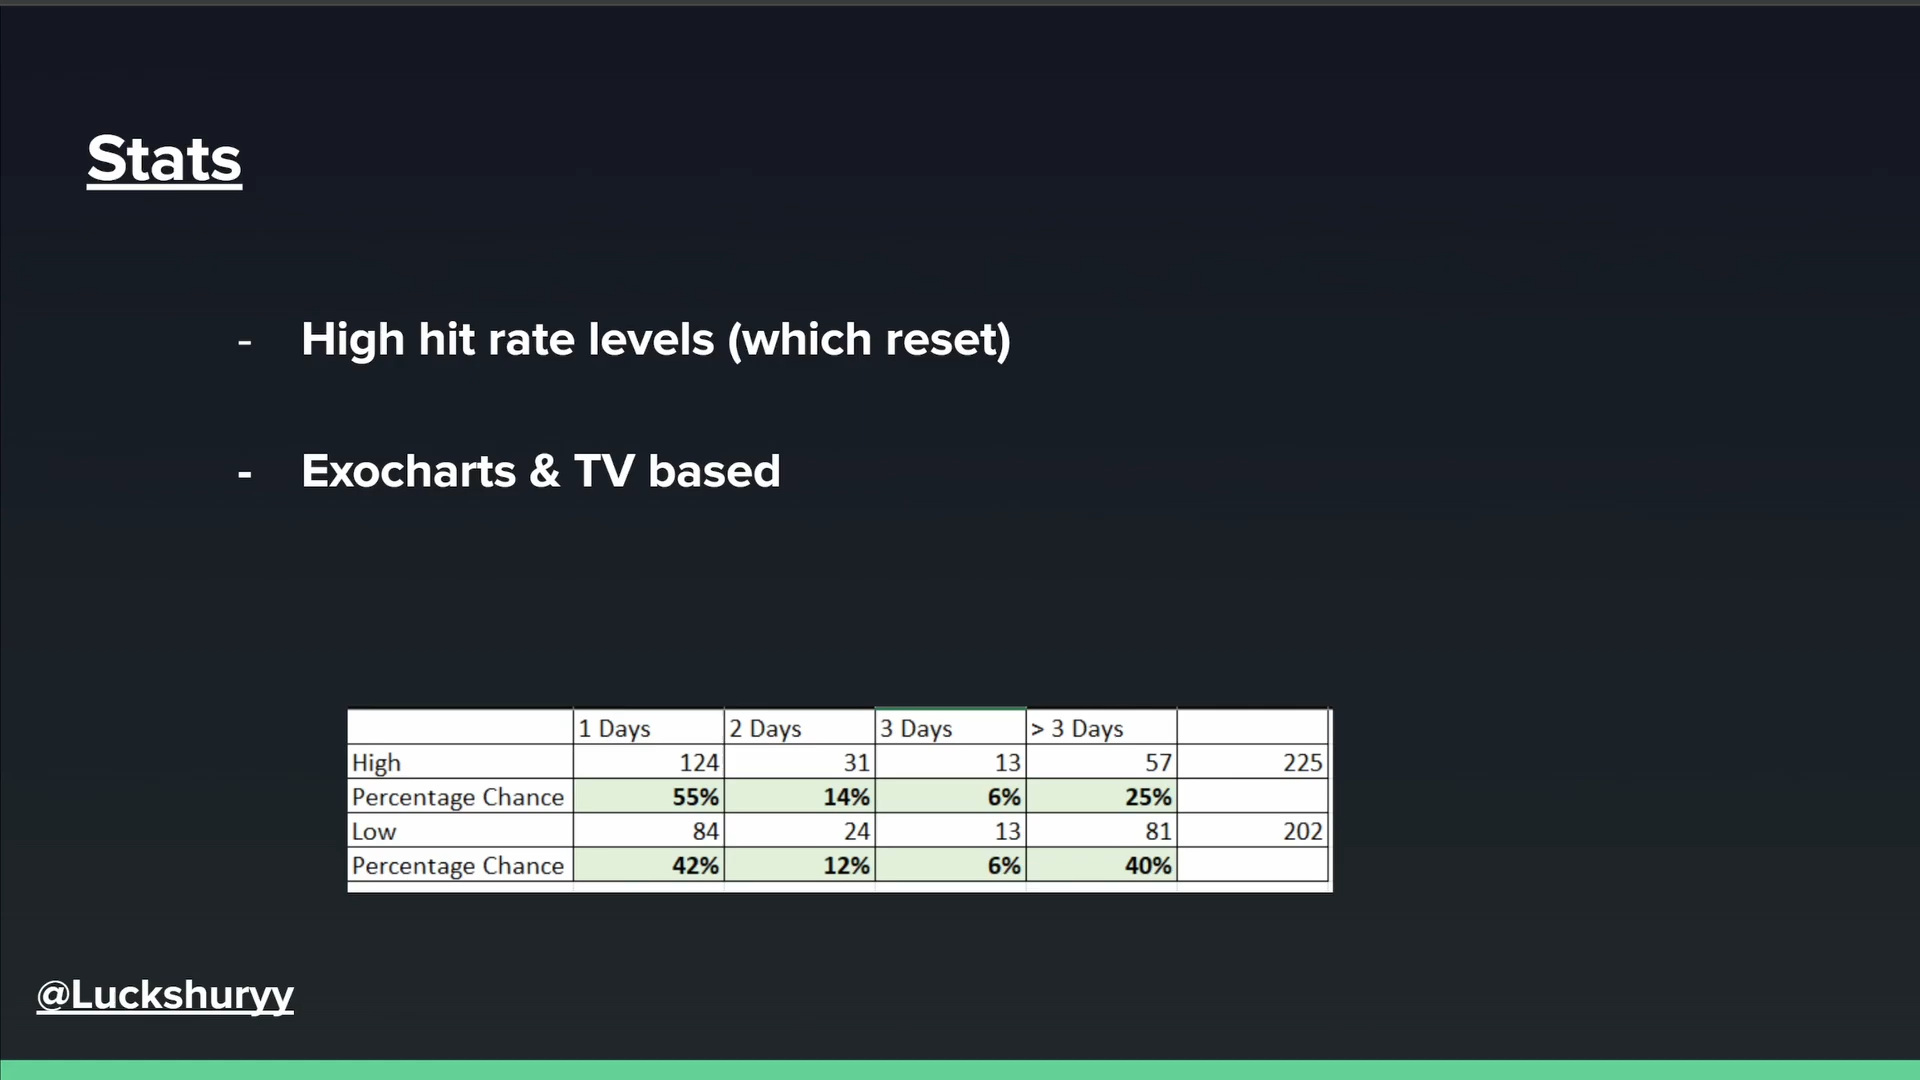 Stats
- High hit rate levels (which reset)
- Exocharts & TV based
1 Days 2 Days 3 Days > 3 Days
High 124 31 13 57 225
Percentage Chance 55% 14% 6% 25%
Low 84 24 13 81 202
Percentage Chance 42% 12% 6% 40%
@Luckshuryy